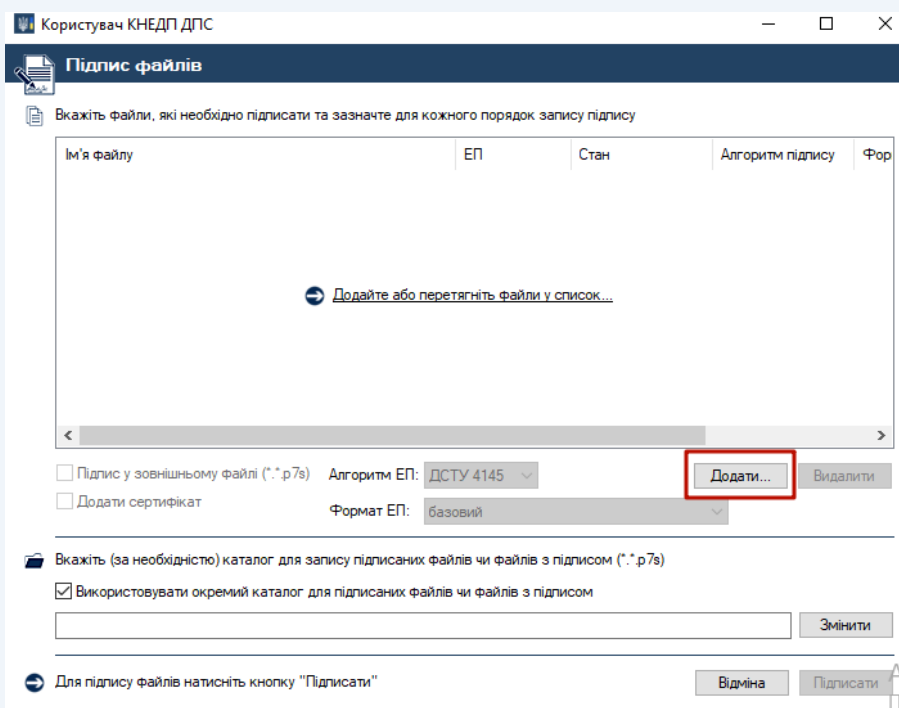 Користувач КНЕДП ДПС
Підпис файлів
Вкажіть файли, які необхідно підписати та зазначте для кожного порядок запису підпису
Ім'я файлу ЕП Стан Алгоритм підпису Фор
Додайте або перетягніть файли у список...
Підпис у зовнішньому файлі (*.*.p7s) Алгоритм ЕП: ДСТУ 4145 Додати... Видалити
Додати сертифікат
Формат ЕП: базовий
Вкажіть (за необхідністю) каталог для запису підписаних файлів чи файлів з підписом (*.*.p7s)
Використовувати окремий каталог для підписаних файлів чи файлів з підписом
Змінити
Для підпису файлів натисніть кнопку "Підписати" Відміна Підписати